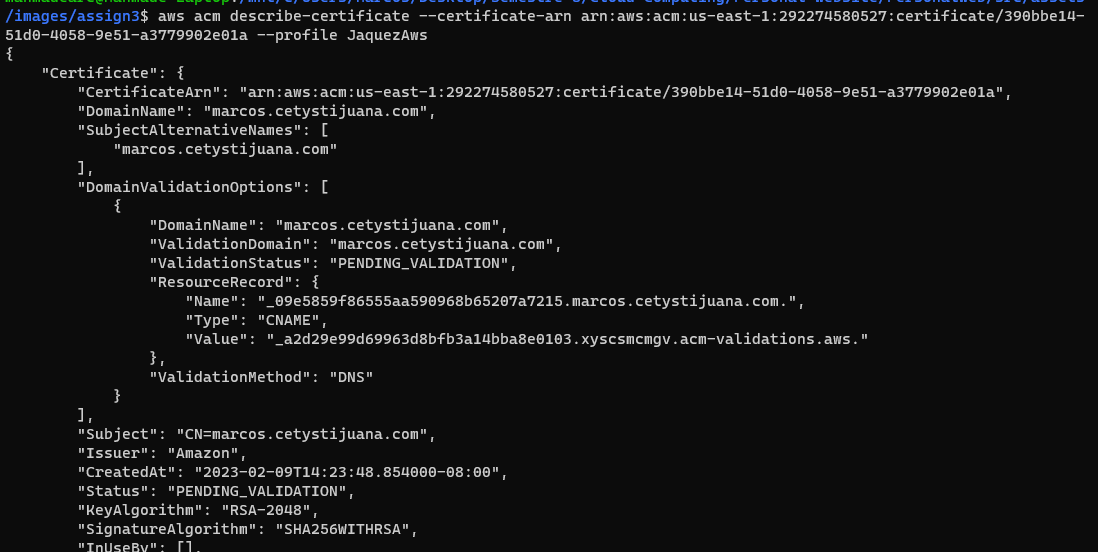 /images/assign3$ aws acm describe-certificate --certificate-arn arn:aws:acm:us-east-1:292274580527:certificate/390bbe14-
51d0-4058-9e51-a3779902e01a --profile JaquezAws
{
    "Certificate": {
        "CertificateArn": "arn:aws:acm:us-east-1:292274580527:certificate/390bbe14-51d0-4058-9e51-a3779902e01a",
        "DomainName": "marcos.cetystijuana.com",
        "SubjectAlternativeNames": [
            "marcos.cetystijuana.com"
        ],
        "DomainValidationOptions": [
            {
                "DomainName": "marcos.cetystijuana.com",
                "ValidationDomain": "marcos.cetystijuana.com",
                "ValidationStatus": "PENDING_VALIDATION",
                "ResourceRecord": {
                    "Name": "_09e5859f86555aa590968b65207a7215.marcos.cetystijuana.com.",
                    "Type": "CNAME",
                    "Value": "_a2d29e99d69963d8bfb3a14bba8e0103.xyscsmcmgv.acm-validations.aws."
                },
                "ValidationMethod": "DNS"
            }
        ],
        "Subject": "CN=marcos.cetystijuana.com",
        "Issuer": "Amazon",
        "CreatedAt": "2023-02-09T14:23:48.854000-08:00",
        "Status": "PENDING_VALIDATION",
        "KeyAlgorithm": "RSA-2048",
        "SignatureAlgorithm": "SHA256WITHRSA",
        "InUseBy": [],